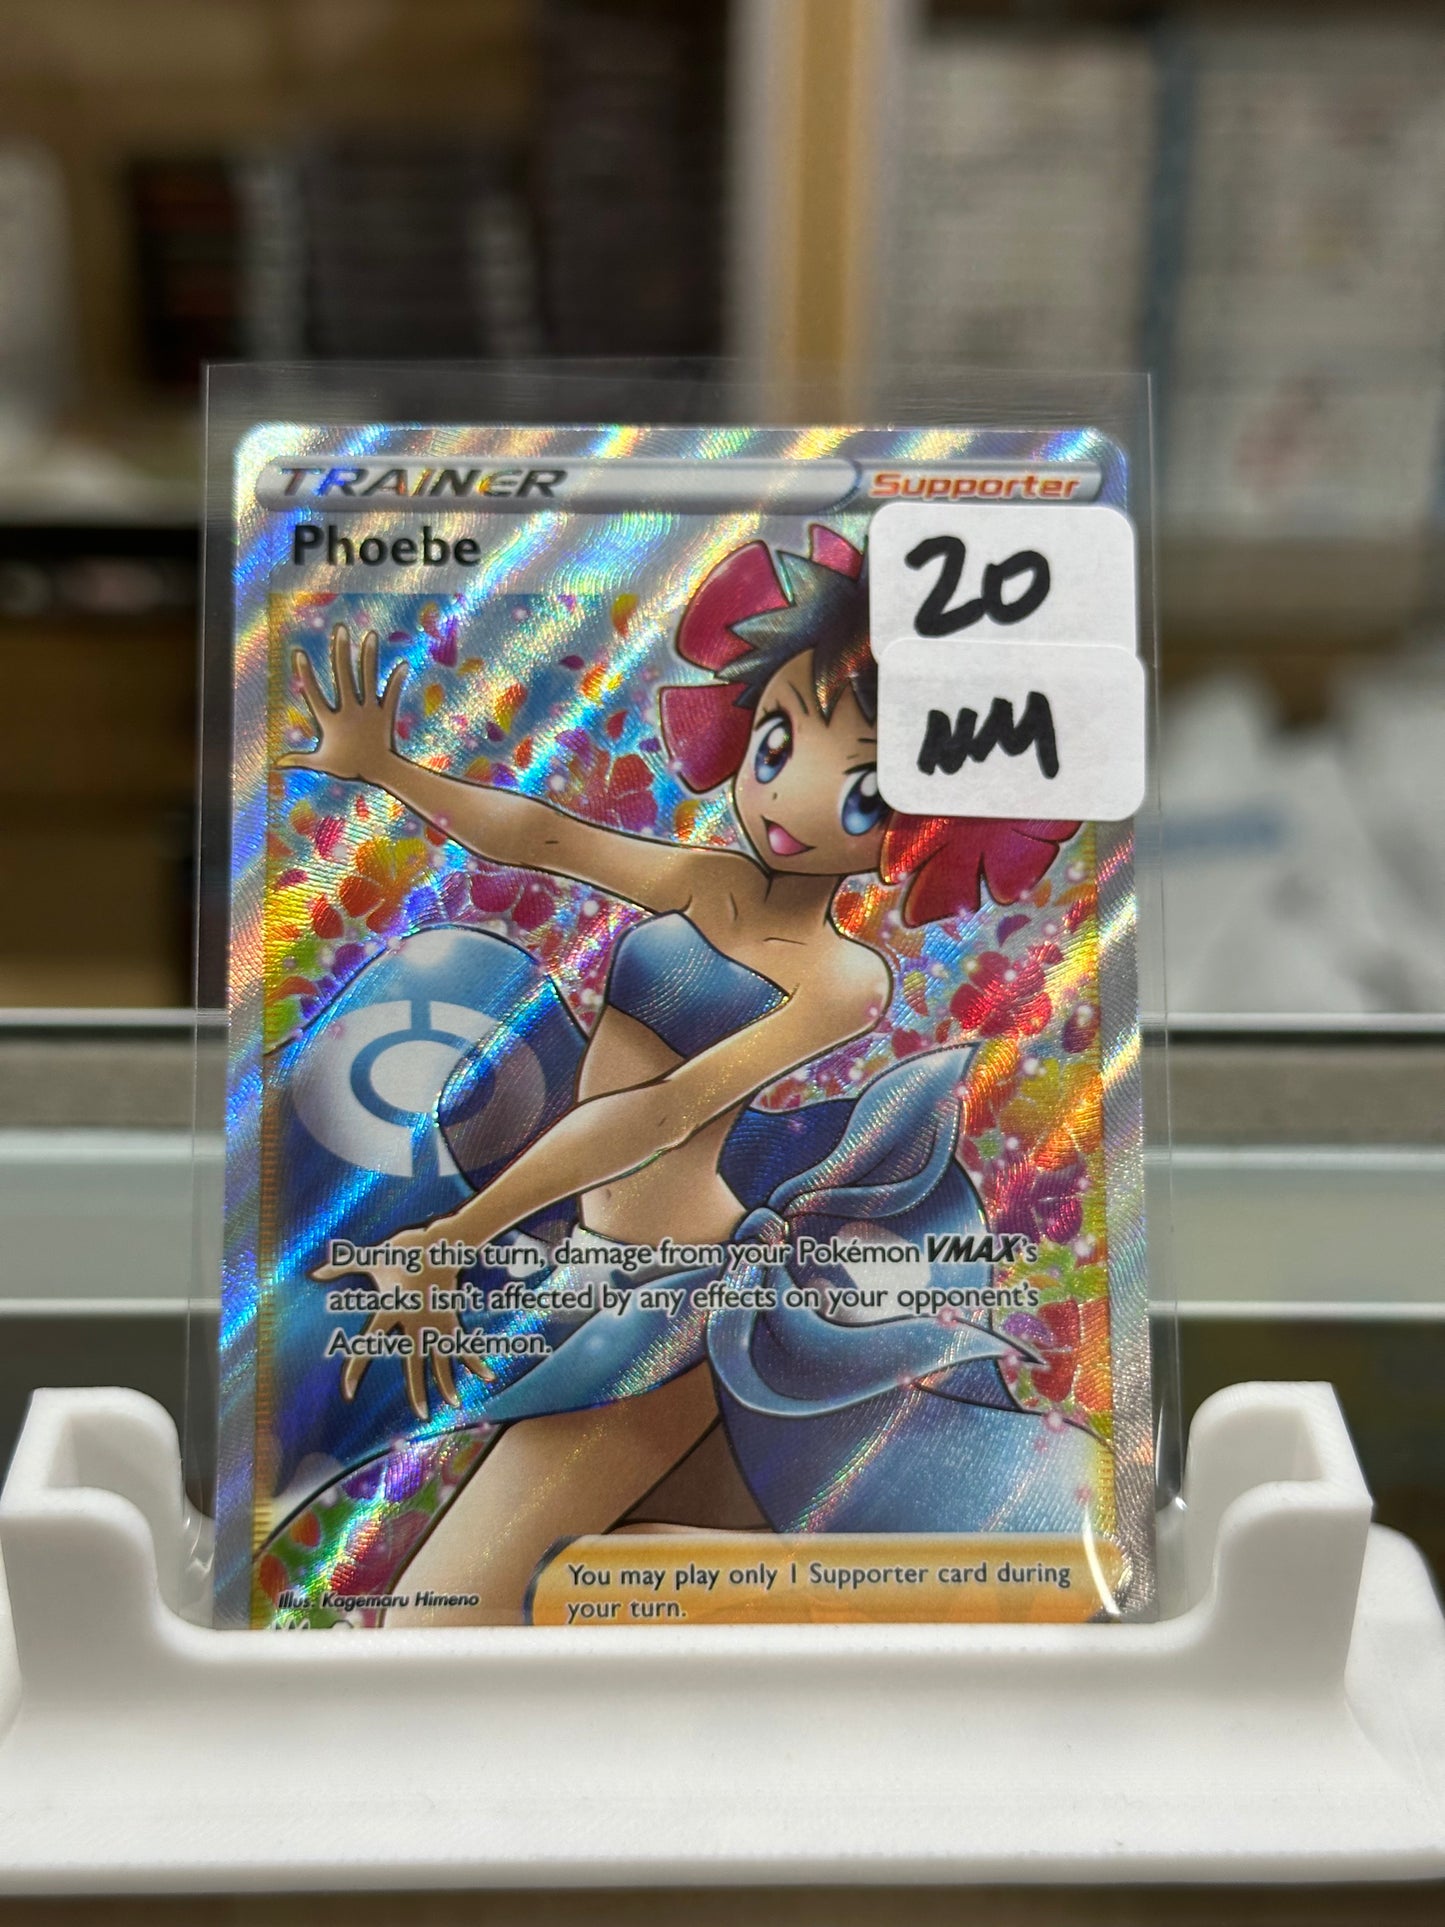 TRAINER
Supporter
Phoebe
20
NM
During this turn, damage from your Pokémon VMAX's
attacks isn't affected by any effects on your opponent's
Active Pokémon.
You may play only 1 Supporter card during
your turn.
Illus. Kagemaru Himeno